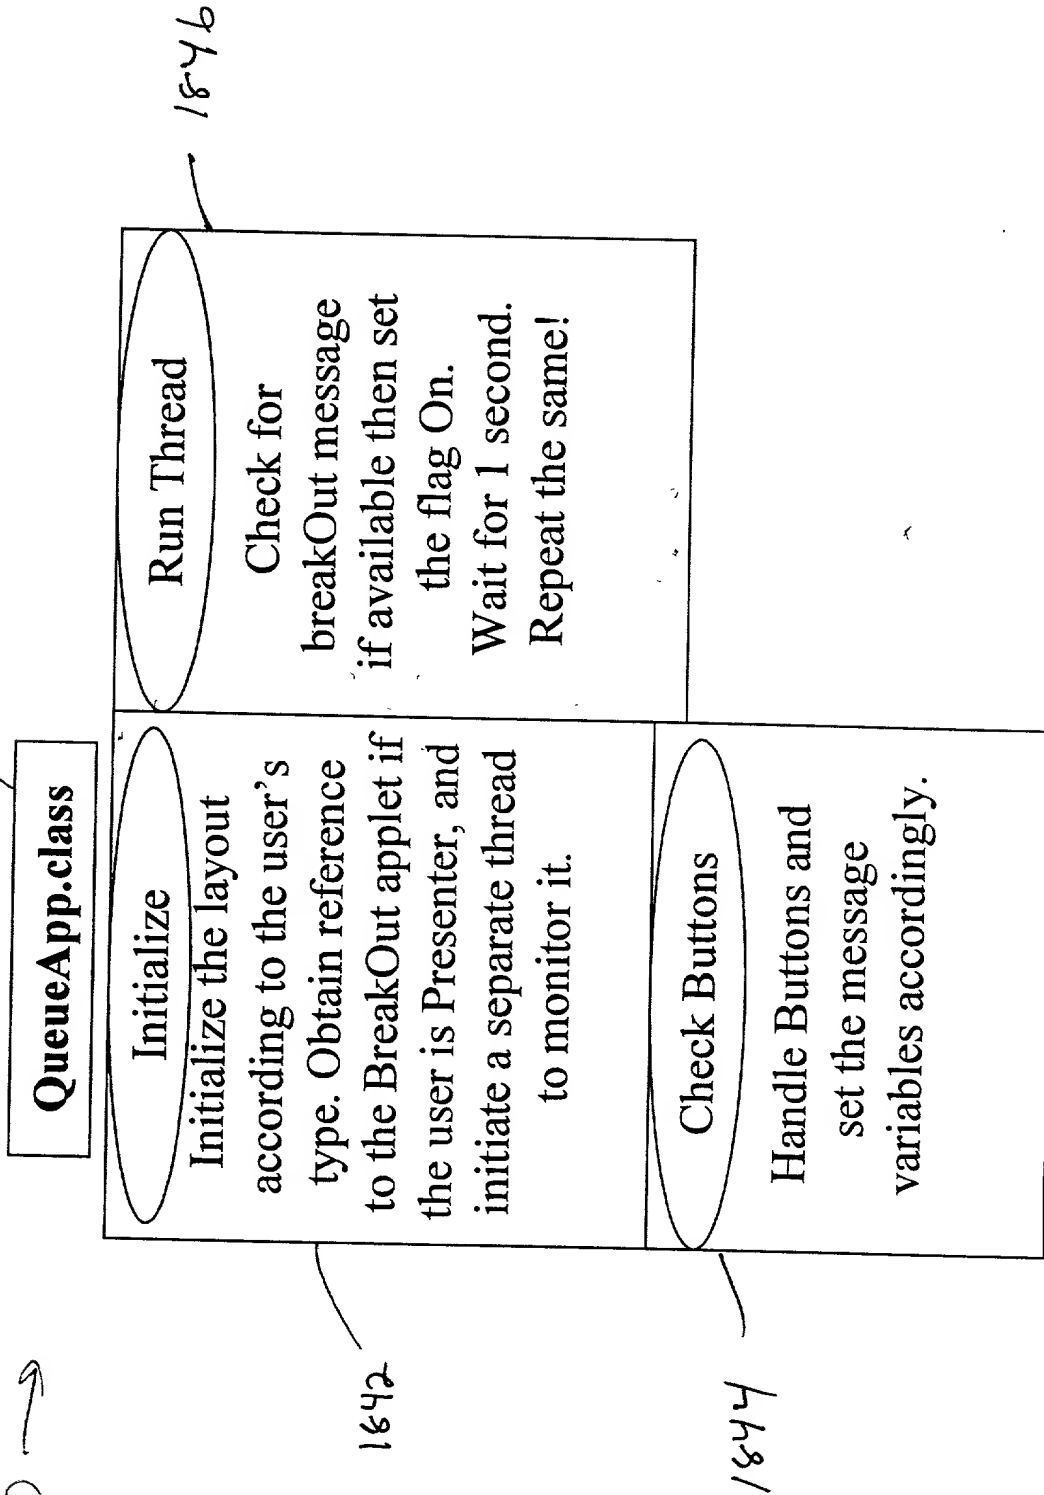 QueueApp.class
Initialize
Initialize the layout
according to the user's
type. Obtain reference
to the BreakOut applet if
the user is Presenter, and
initiate a separate thread
to monitor it.
Run Thread
Check for
breakOut message
if available then set
the flag On.
Wait for 1 second.
Repeat the same!
Check Buttons
Handle Buttons and
set the message
variables accordingly.
1842
1844
1846